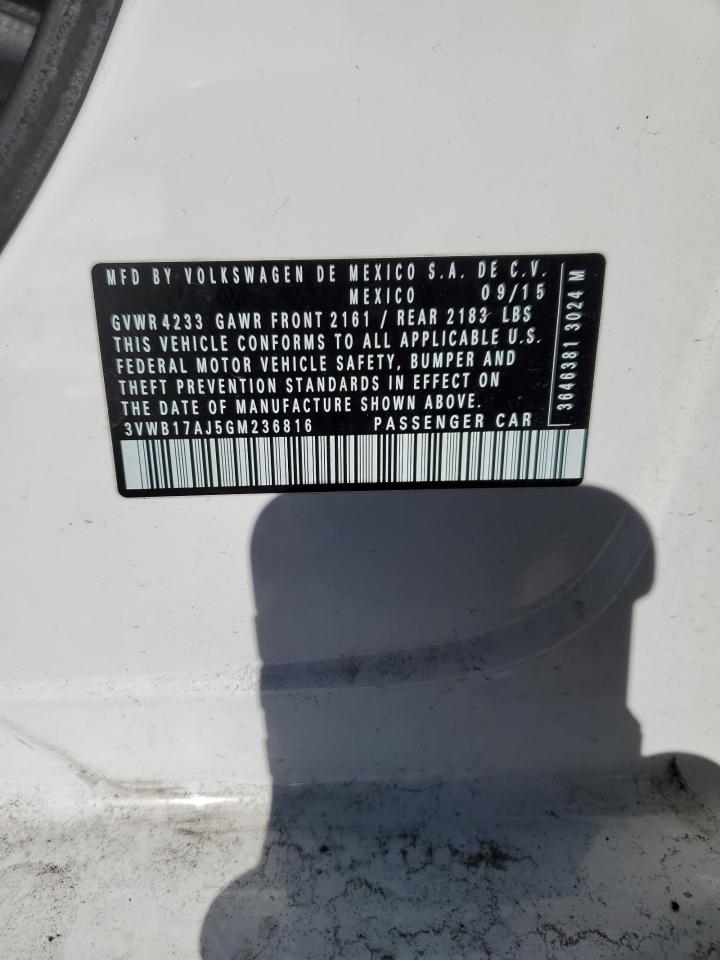 MFD BY VOLKSWAGEN DE MEXICO S.A. DE C.V.
MEXICO 09/15
GVWR 4233 GAWR FRONT 2161 / REAR 2183 LBS
THIS VEHICLE CONFORMS TO ALL APPLICABLE U.S.
FEDERAL MOTOR VEHICLE SAFETY, BUMPER AND
THEFT PREVENTION STANDARDS IN EFFECT ON
THE DATE OF MANUFACTURE SHOWN ABOVE.
3VWB17AJ5GM236816 PASSENGER CAR
3646381 3024 M